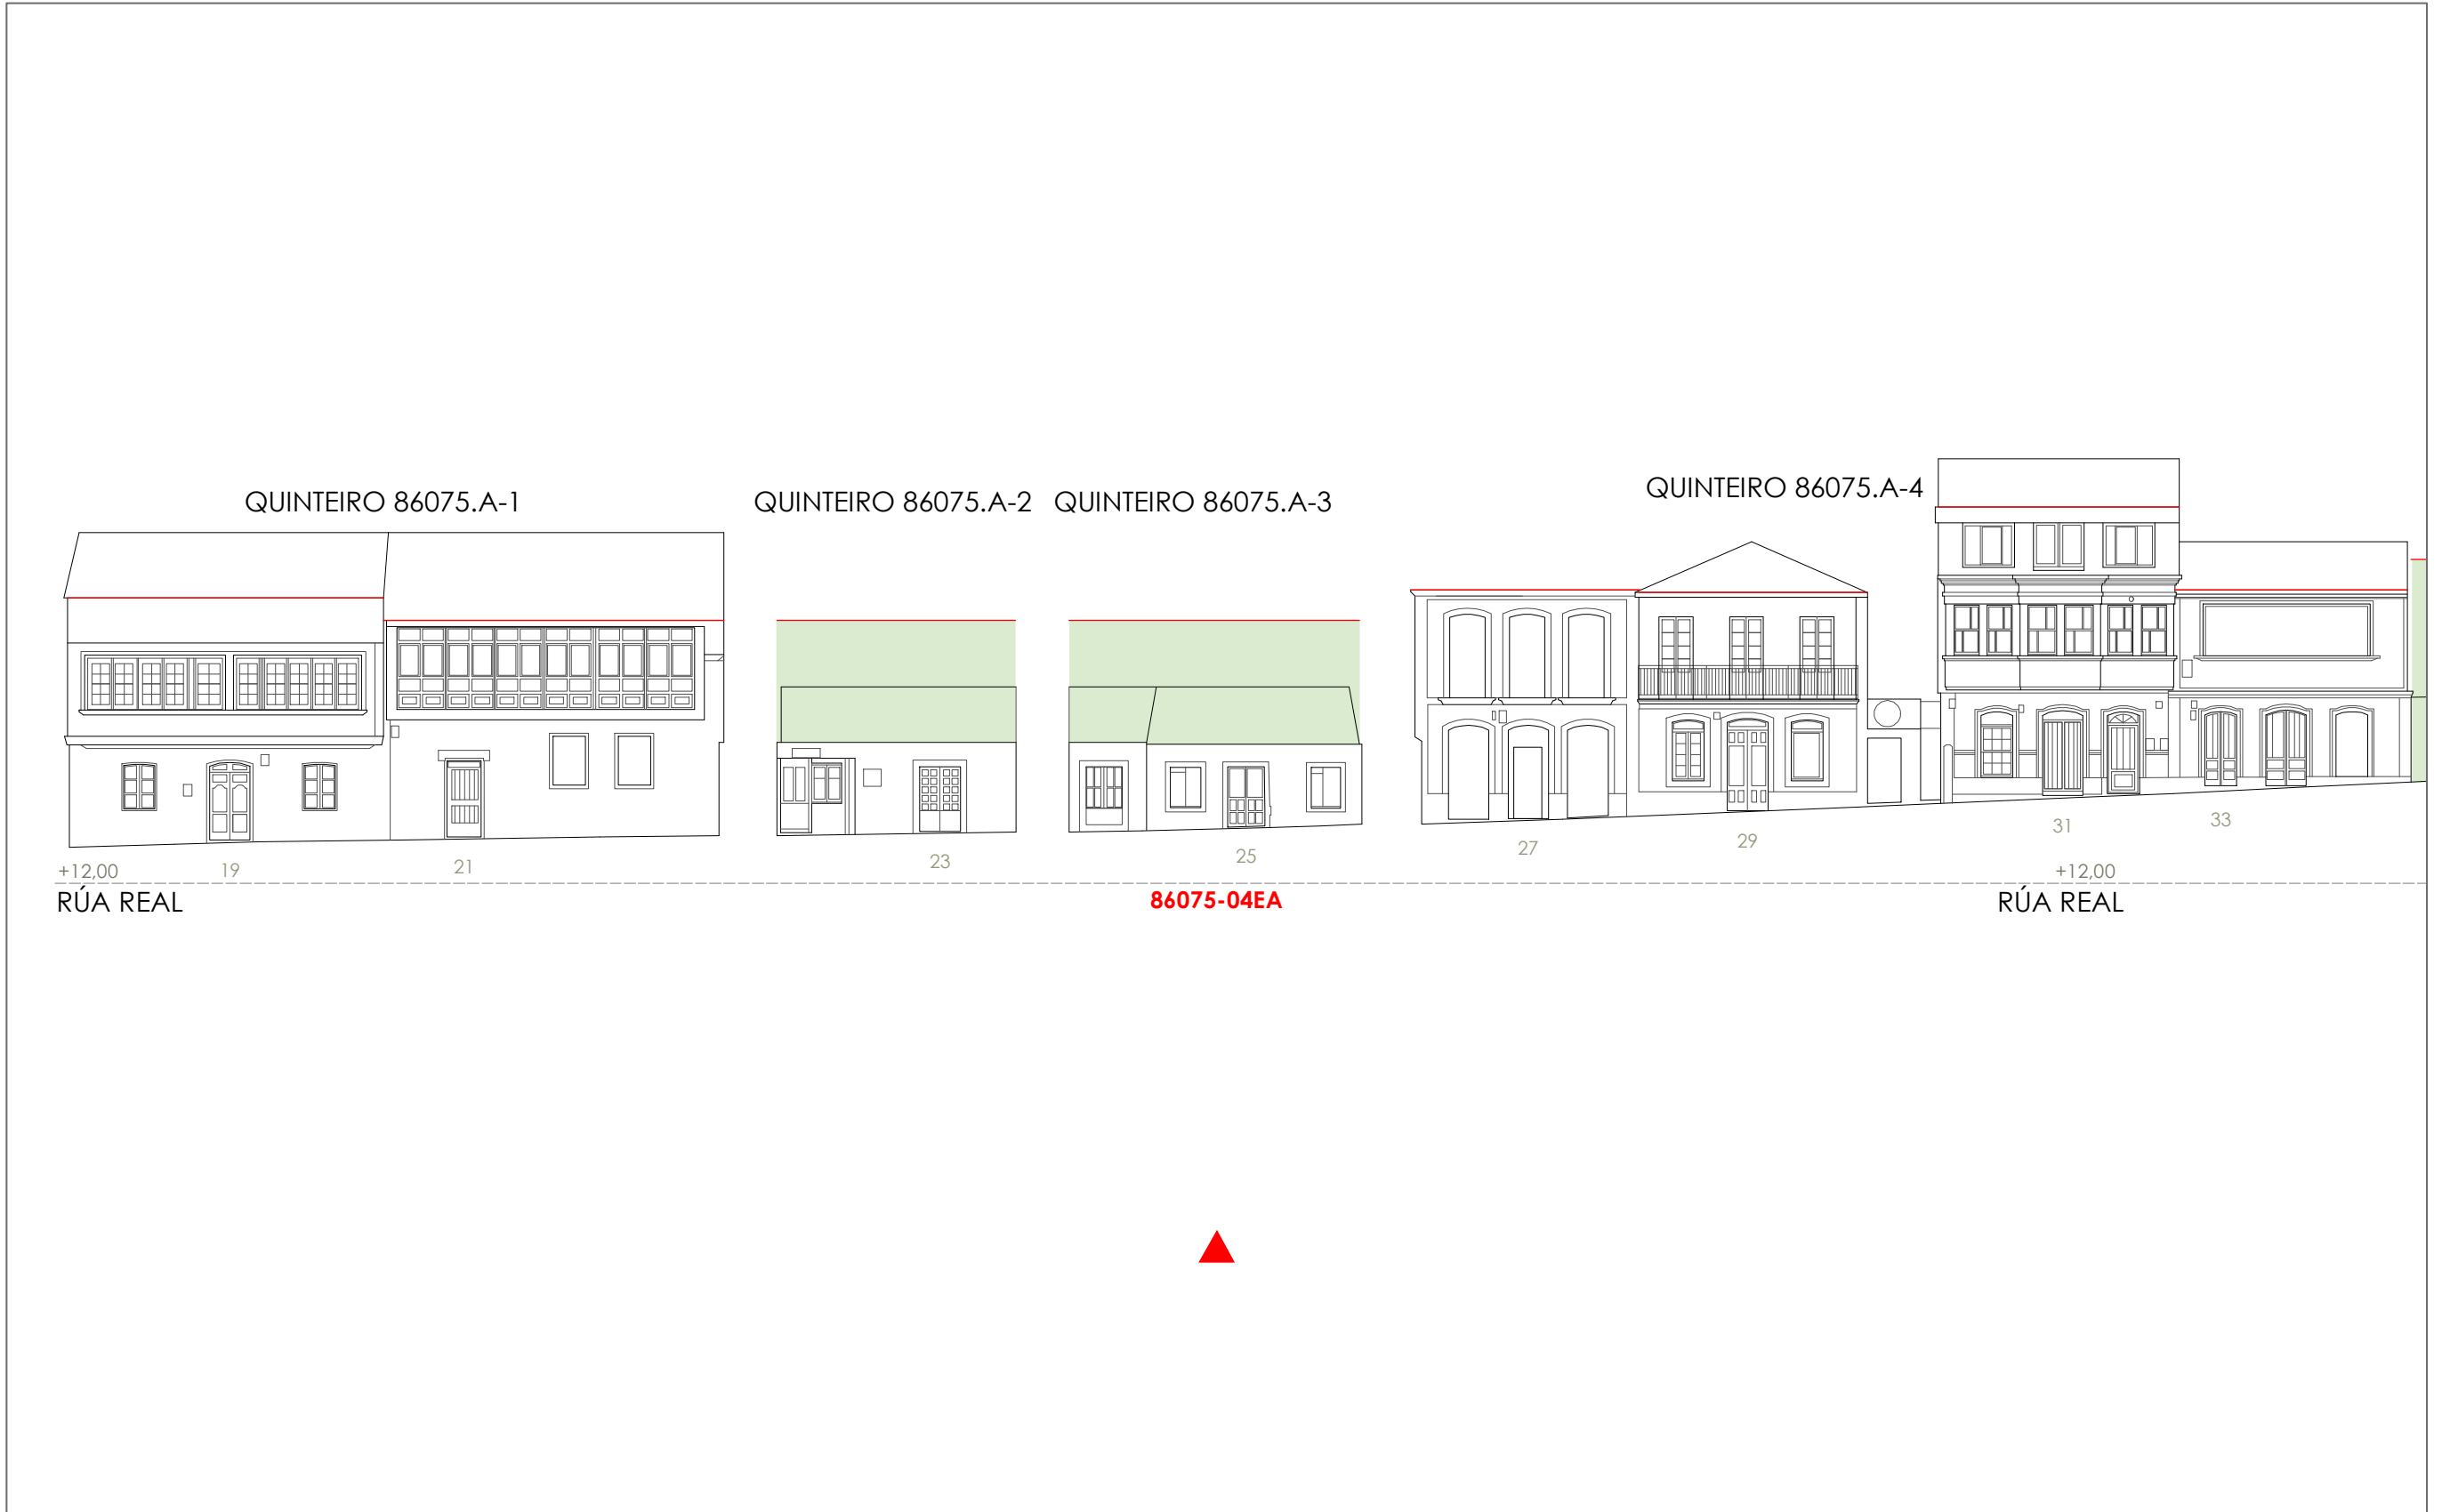 QUINTEIRO 86075.A-1
QUINTEIRO 86075.A-2
QUINTEIRO 86075.A-3
QUINTEIRO 86075.A-4
19
21
23
25
27
29
31
33
+12,00
+12,00
RÚA REAL
86075-04EA
RÚA REAL